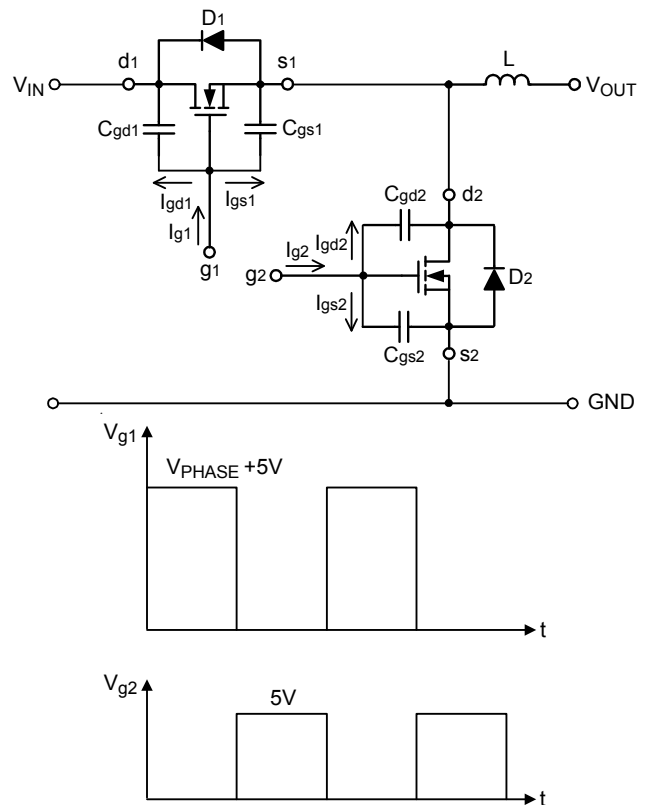 D1
d1
s1
L
VIN
VOUT
Cgd1
Cgs1
Igd1
Igs1
Ig1
g1
Cgd2
d2
Ig2
Igd2
g2
D2
Igs2
Cgs2
s2
GND
Vg1
VPHASE +5V
t
Vg2
5V
t